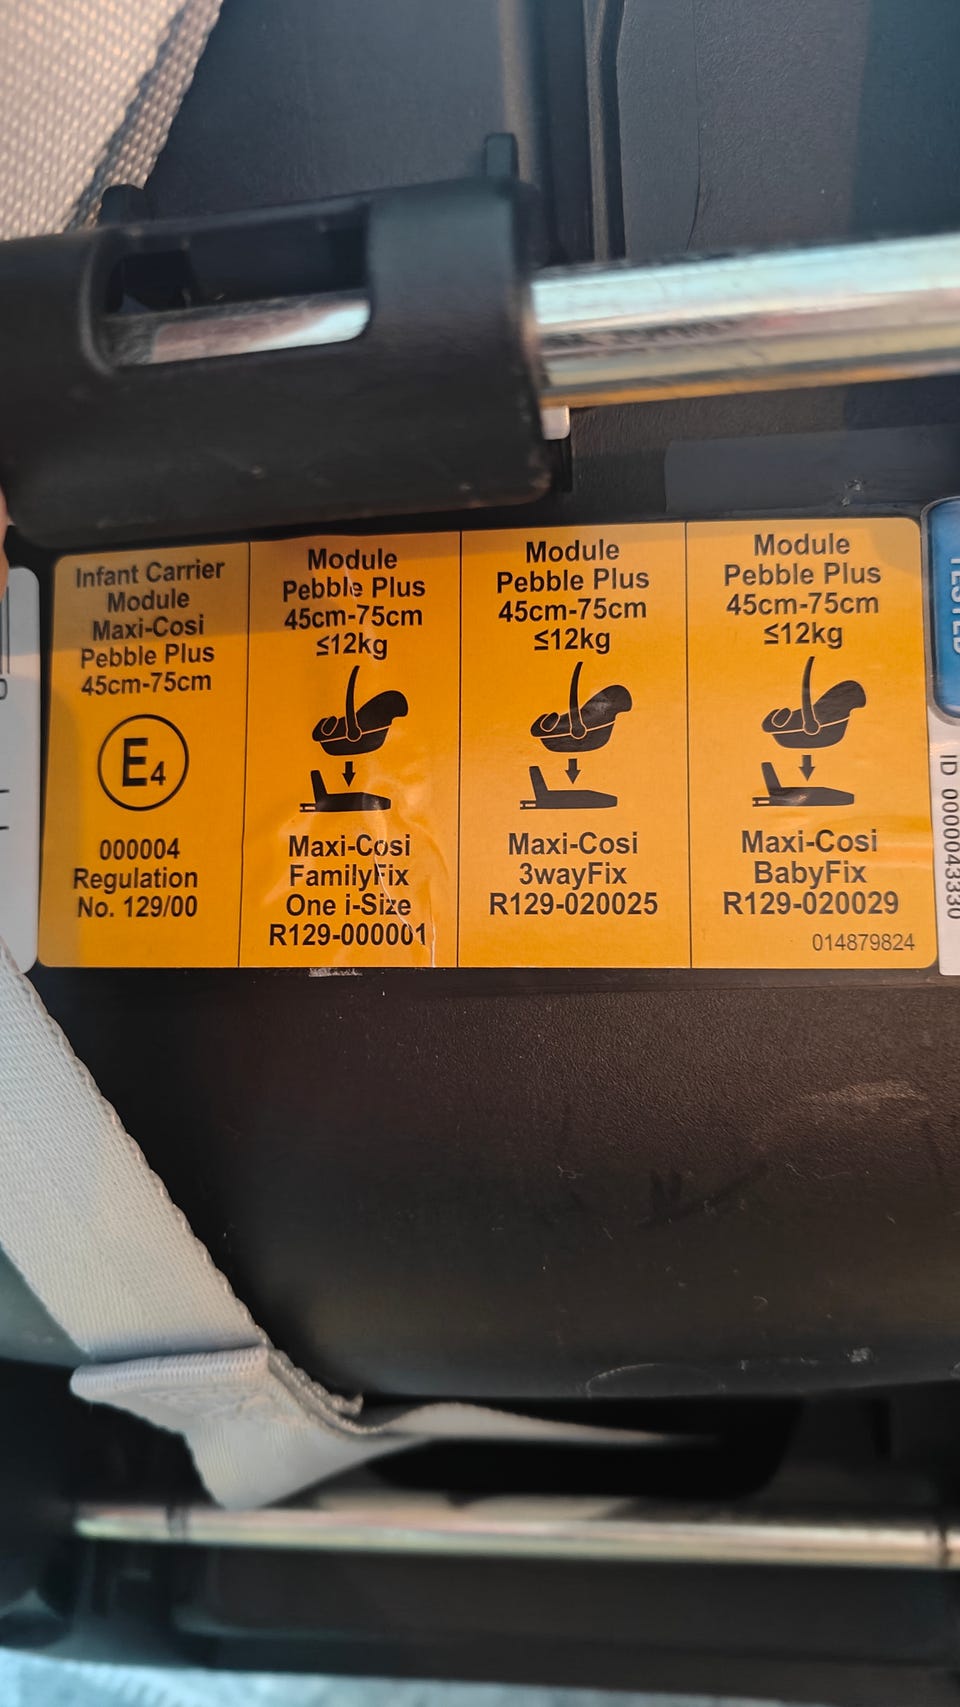 Infant Carrier
Module
Maxi-Cosi
Pebble Plus
45cm-75cm
E4
000004
Regulation
No. 129/00
Module
Pebble Plus
45cm-75cm
≤12kg
Maxi-Cosi
FamilyFix
One i-Size
R129-000001
Module
Pebble Plus
45cm-75cm
≤12kg
Maxi-Cosi
3wayFix
R129-020025
Module
Pebble Plus
45cm-75cm
≤12kg
Maxi-Cosi
BabyFix
R129-020029
014879824
TESTED
ID 0000043330